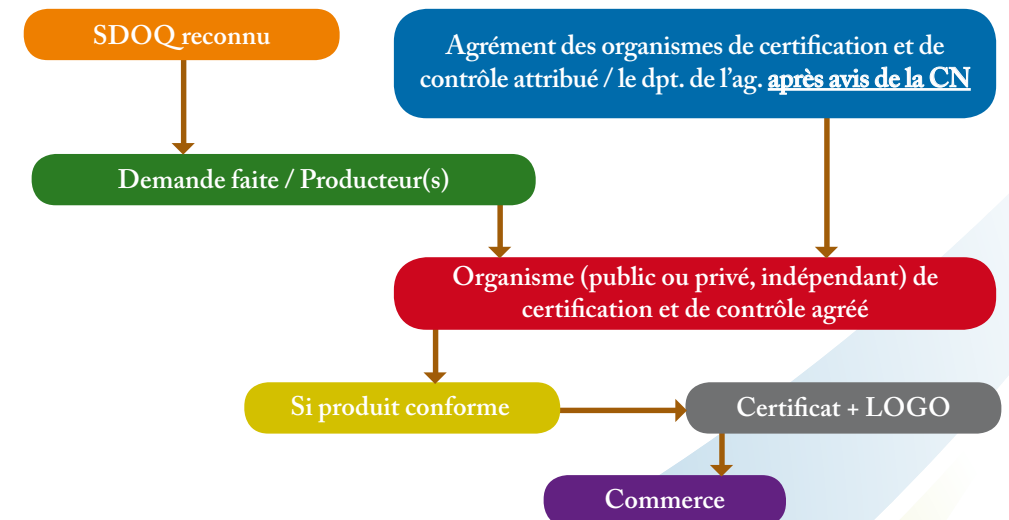 SDOQ reconnu
Agrément des organismes de certification et de
contrôle attribué / le dpt. de l'ag. après avis de la CN
Demande faite / Producteur(s)
Organisme (public ou privé, indépendant) de
certification et de contrôle agréé
Si produit conforme
Certificat + LOGO
Commerce